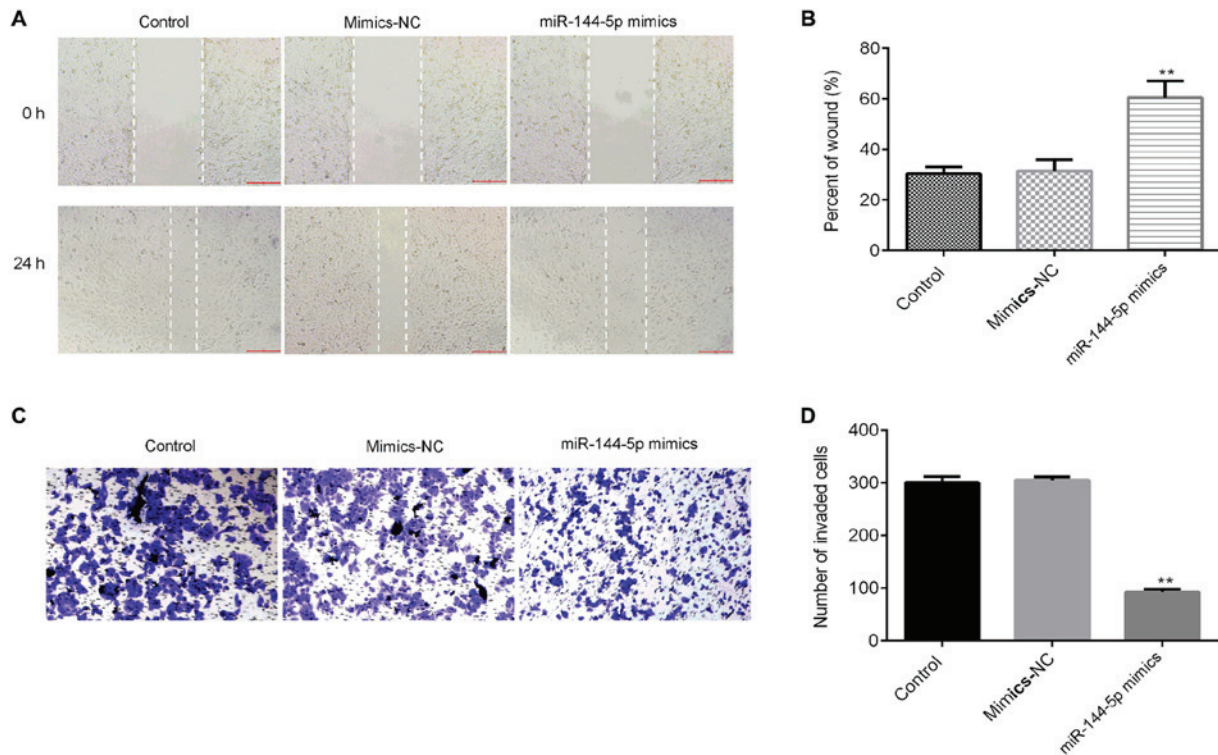 A
Control
Mimics-NC
miR-144-5p mimics
0 h
24 h
B
Percent of wound (%)
80
60
40
20
0
**
Control
Mimics-NC
miR-144-5p mimics
C
Control
Mimics-NC
miR-144-5p mimics
D
Number of invaded cells
400
300
200
100
0
**
Control
Mimics-NC
miR-144-5p mimics